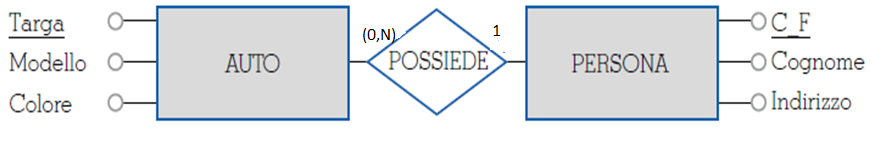 Targa
Modello
Colore
AUTO
(0,N)
POSSIEDE
1
PERSONA
C_F
Cognome
Indirizzo